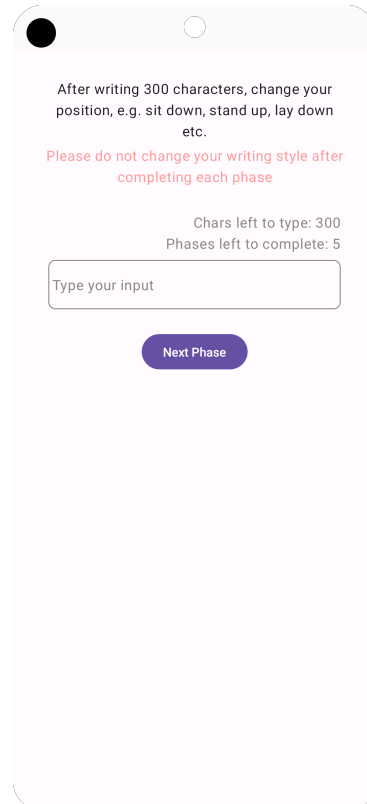 After writing 300 characters, change your
position, e.g. sit down, stand up, lay down
etc.
Please do not change your writing style after
completing each phase
Chars left to type: 300
Phases left to complete: 5
Type your input
Next Phase